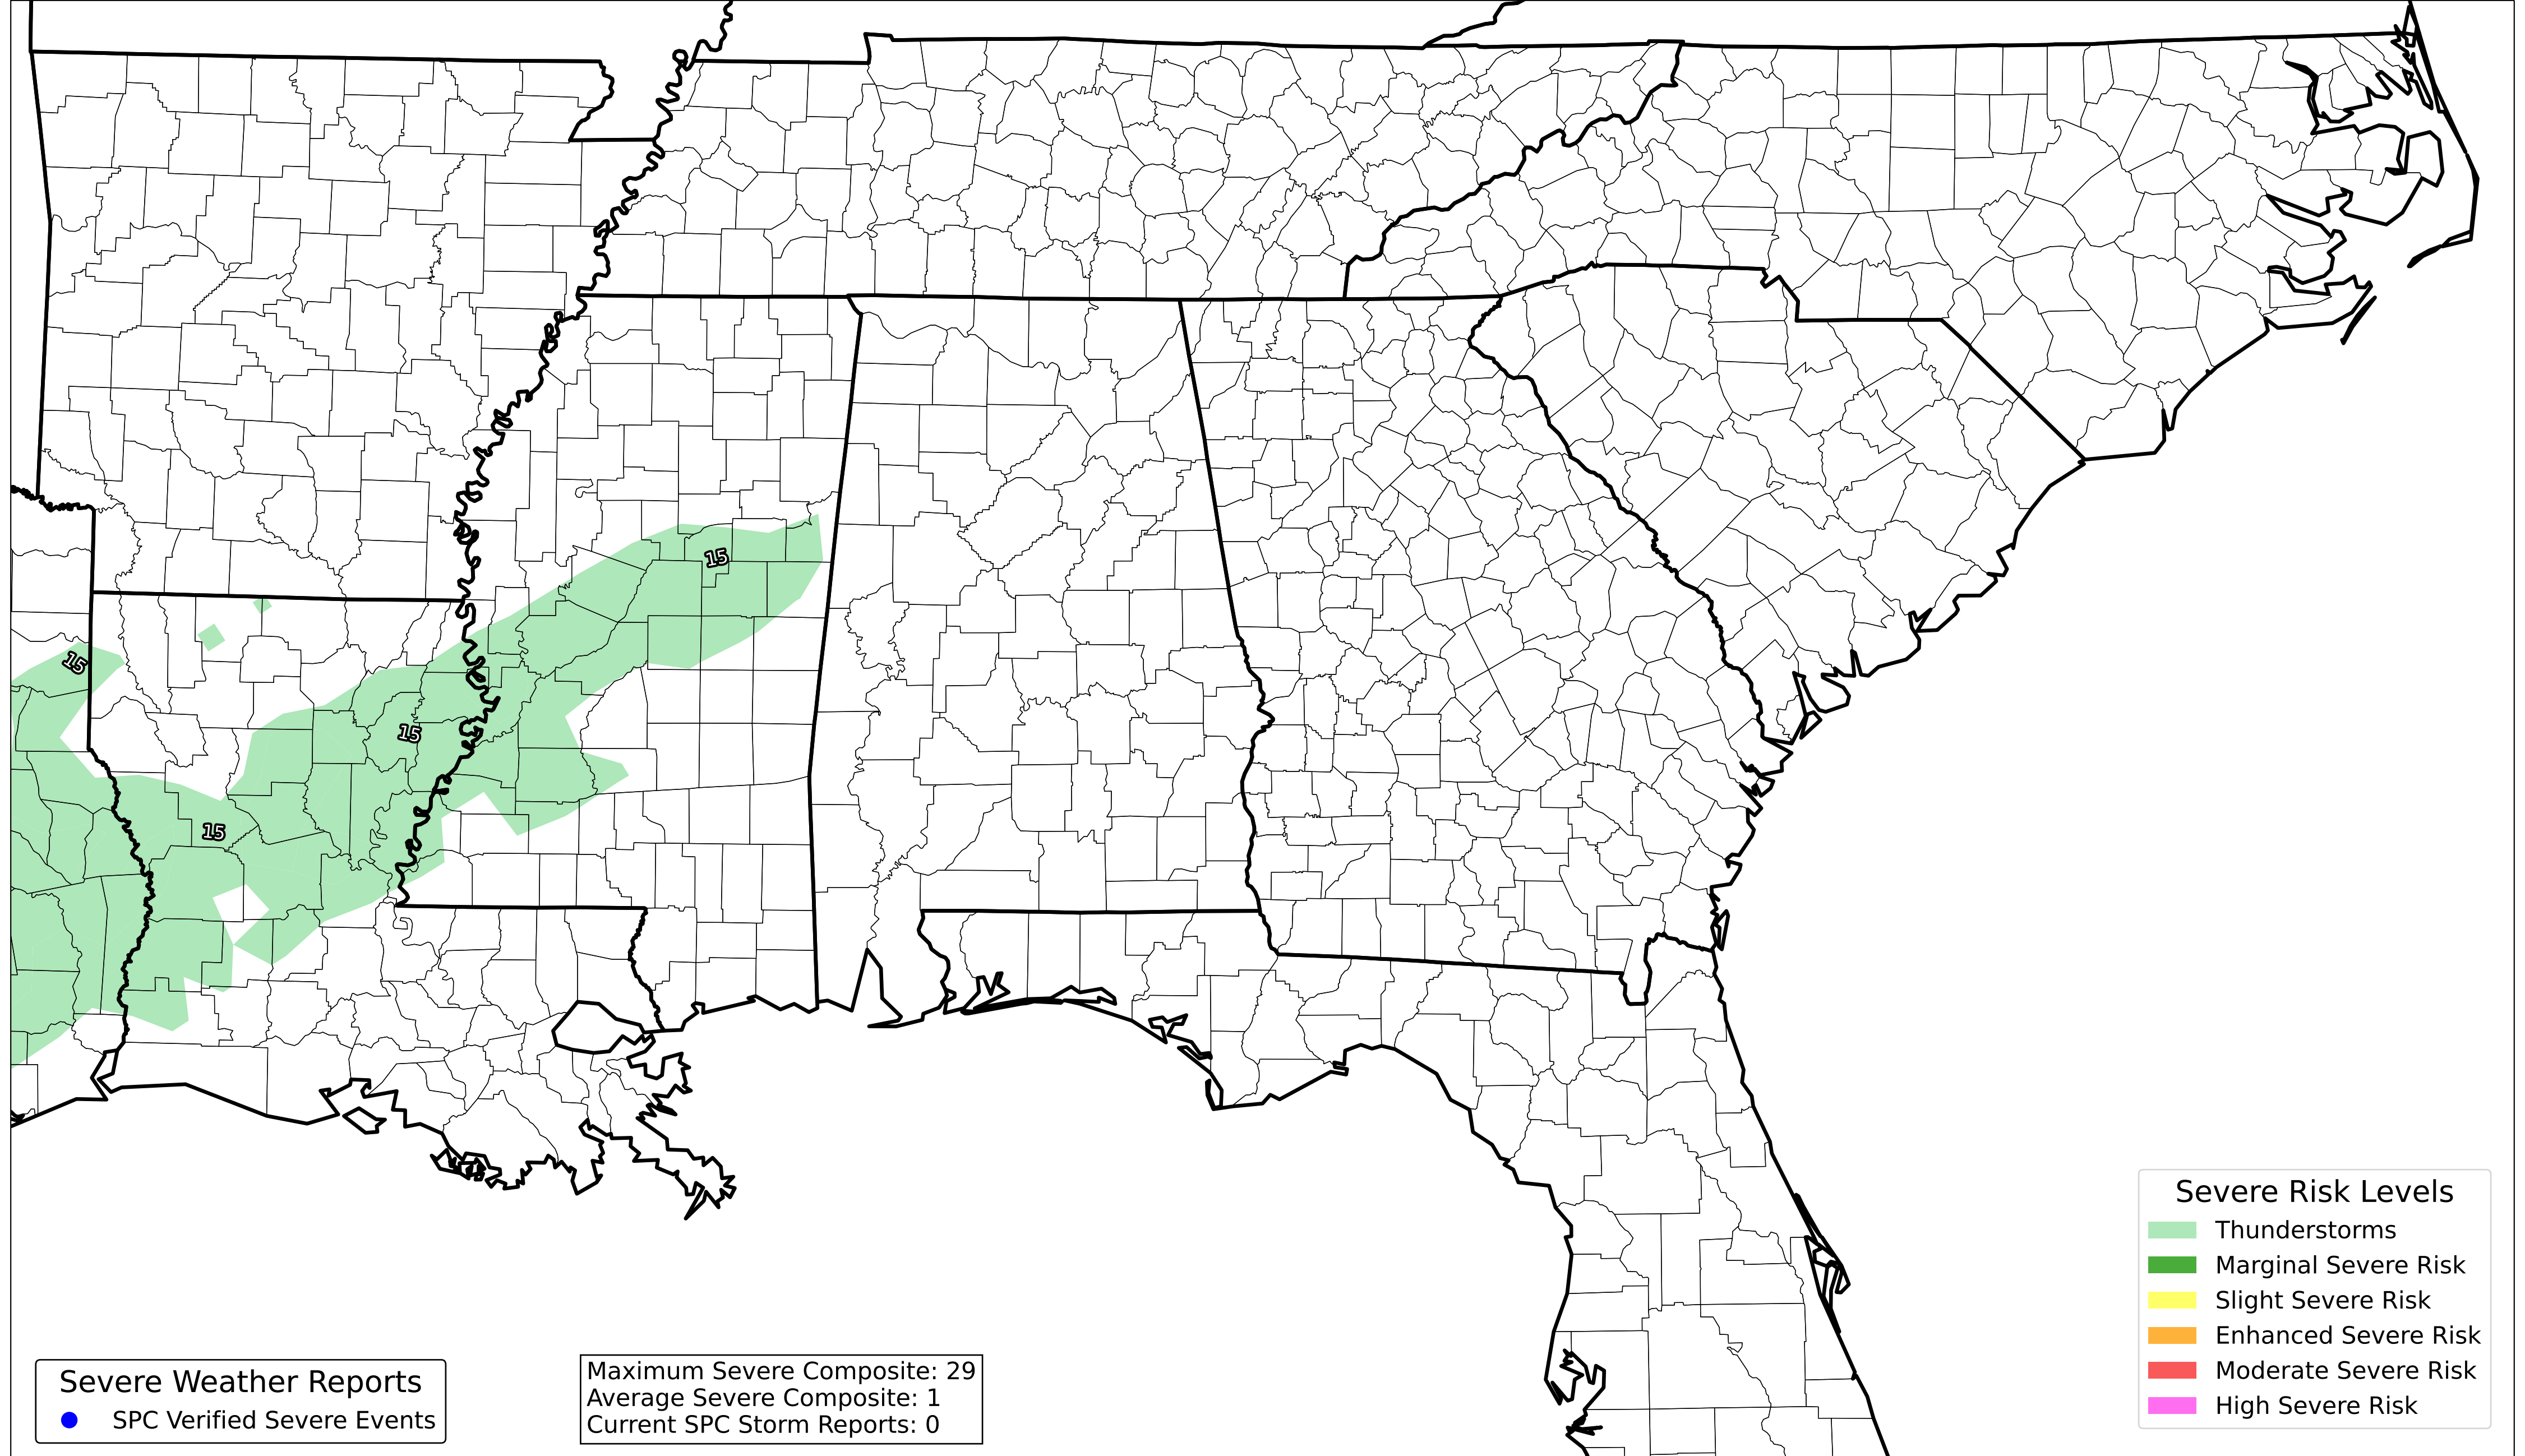 15
15
15
15
Severe Weather Reports
SPC Verified Severe Events
Maximum Severe Composite: 29
Average Severe Composite: 1
Current SPC Storm Reports: 0
Severe Risk Levels
Thunderstorms
Marginal Severe Risk
Slight Severe Risk
Enhanced Severe Risk
Moderate Severe Risk
High Severe Risk